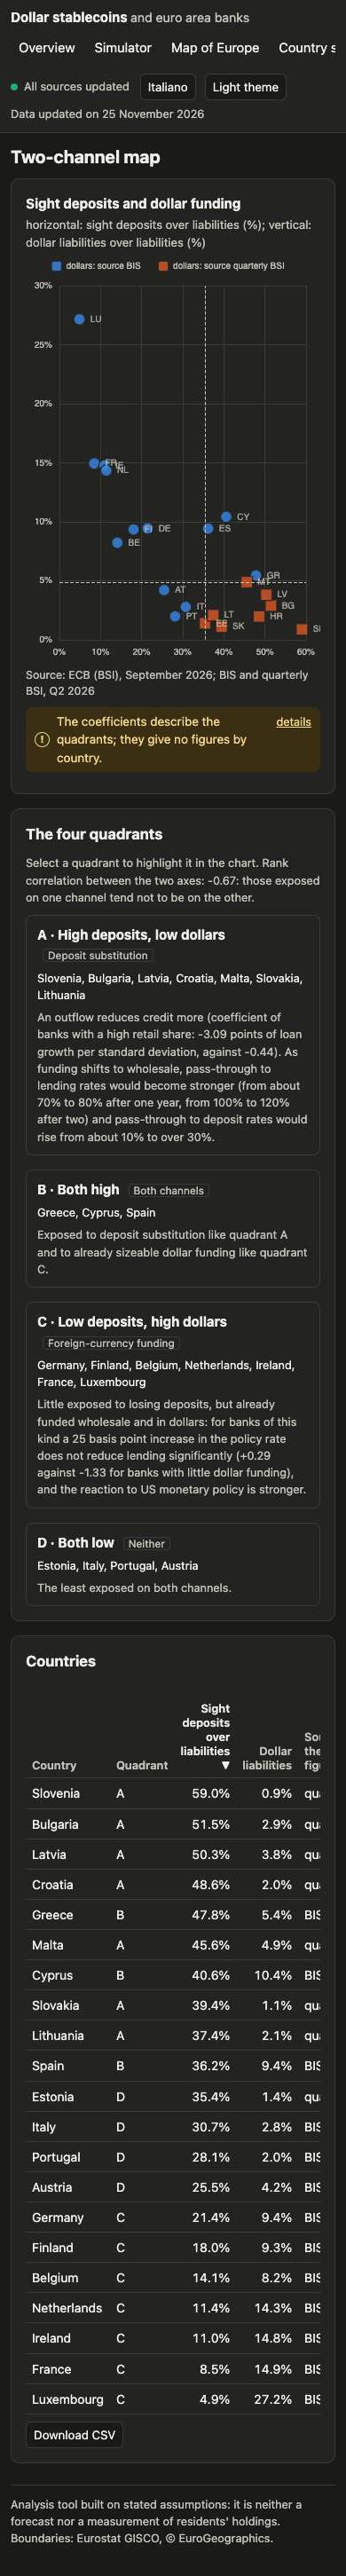 Dollar stablecoins and euro area banks
Overview Simulator Map of Europe Country s
All sources updated Italiano Light theme
Data updated on 25 November 2026
Two-channel map
Sight deposits and dollar funding
horizontal: sight deposits over liabilities (%); vertical:
dollar liabilities over liabilities (%)
dollars: source BIS dollars: source quarterly BSI
30%
LU
25%
20%
15%
FR IE
NL
10%
CY
FI DE ES
BE
5%
GR
MT
AT LV
IT BG
PT LT HR
EE SK SI
0%
0% 10% 20% 30% 40% 50% 60%
Source: ECB (BSI), September 2026; BIS and quarterly
BSI, Q2 2026
The coefficients describe the details
quadrants; they give no figures by
country.
The four quadrants
Select a quadrant to highlight it in the chart. Rank
correlation between the two axes: -0.67: those exposed
on one channel tend not to be on the other.
A · High deposits, low dollars
Deposit substitution
Slovenia, Bulgaria, Latvia, Croatia, Malta, Slovakia,
Lithuania
An outflow reduces credit more (coefficient of
banks with a high retail share: -3.09 points of loan
growth per standard deviation, against -0.44). As
funding shifts to wholesale, pass-through to
lending rates would become stronger (from about
70% to 80% after one year, from 100% to 120%
after two) and pass-through to deposit rates would
rise from about 10% to over 30%.
B · Both high Both channels
Greece, Cyprus, Spain
Exposed to deposit substitution like quadrant A
and to already sizeable dollar funding like quadrant
C.
C · Low deposits, high dollars
Foreign-currency funding
Germany, Finland, Belgium, Netherlands, Ireland,
France, Luxembourg
Little exposed to losing deposits, but already
funded wholesale and in dollars: for banks of this
kind a 25 basis point increase in the policy rate
does not reduce lending significantly (+0.29
against -1.33 for banks with little dollar funding),
and the reaction to US monetary policy is stronger.
D · Both low Neither
Estonia, Italy, Portugal, Austria
The least exposed on both channels.
Countries
Country Quadrant Sight deposits over liabilities ▼ Dollar liabilities Sou the figu
Slovenia A 59.0% 0.9% qua
Bulgaria A 51.5% 2.9% qua
Latvia A 50.3% 3.8% qua
Croatia A 48.6% 2.0% qua
Greece B 47.8% 5.4% BIS
Malta A 45.6% 4.9% qua
Cyprus B 40.6% 10.4% BIS
Slovakia A 39.4% 1.1% qua
Lithuania A 37.4% 2.1% qua
Spain B 36.2% 9.4% BIS
Estonia D 35.4% 1.4% qua
Italy D 30.7% 2.8% BIS
Portugal D 28.1% 2.0% BIS
Austria D 25.5% 4.2% BIS
Germany C 21.4% 9.4% BIS
Finland C 18.0% 9.3% BIS
Belgium C 14.1% 8.2% BIS
Netherlands C 11.4% 14.3% BIS
Ireland C 11.0% 14.8% BIS
France C 8.5% 14.9% BIS
Luxembourg C 4.9% 27.2% BIS
Download CSV
Analysis tool built on stated assumptions: it is neither a
forecast nor a measurement of residents' holdings.
Boundaries: Eurostat GISCO, © EuroGeographics.